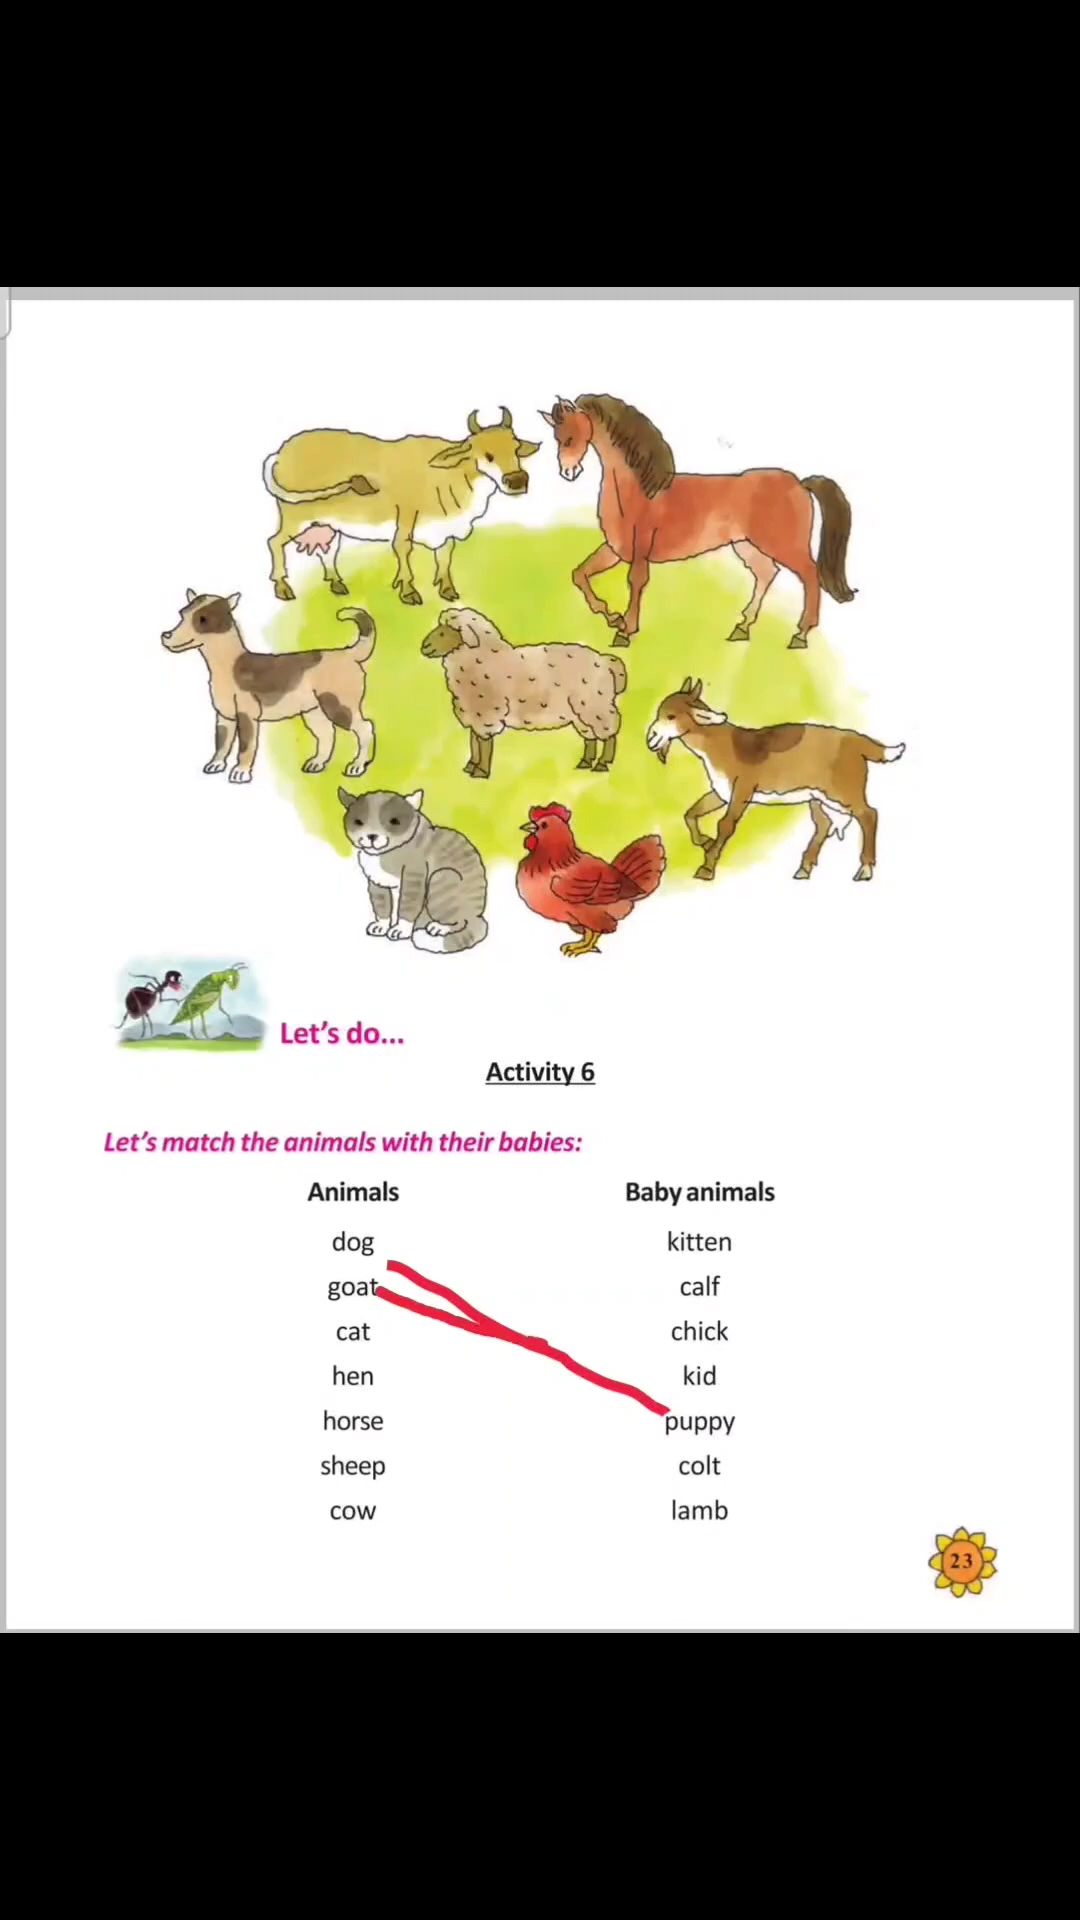 Let's do...
Activity 6
Let's match the animals with their babies:
Animals Baby animals
dog kitten
goat calf
cat chick
hen kid
horse puppy
sheep colt
cow lamb
23